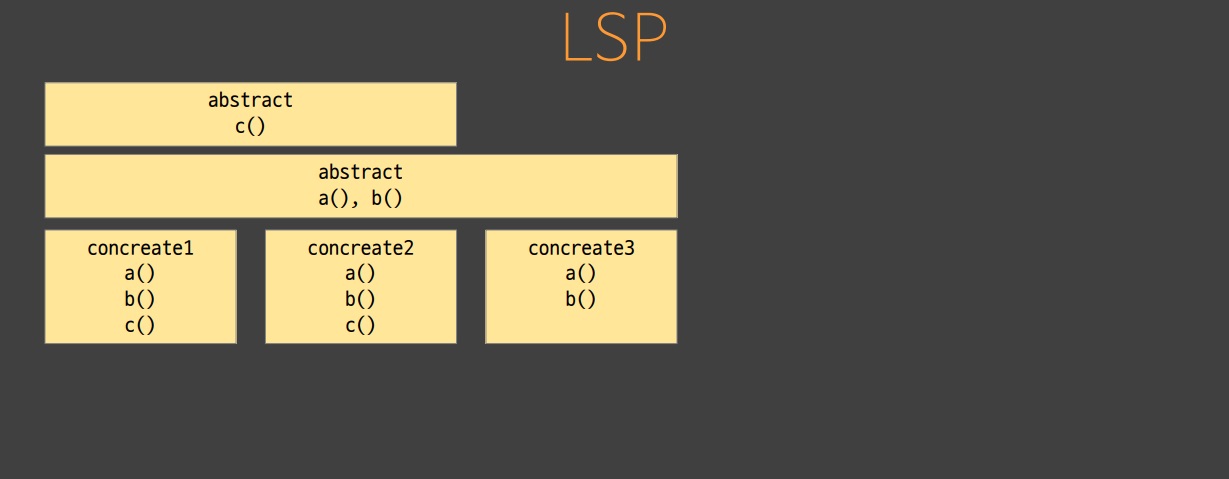 LSP
abstract
c()
abstract
a(), b()
concreate1
a()
b()
c()
concreate2
a()
b()
c()
concreate3
a()
b()